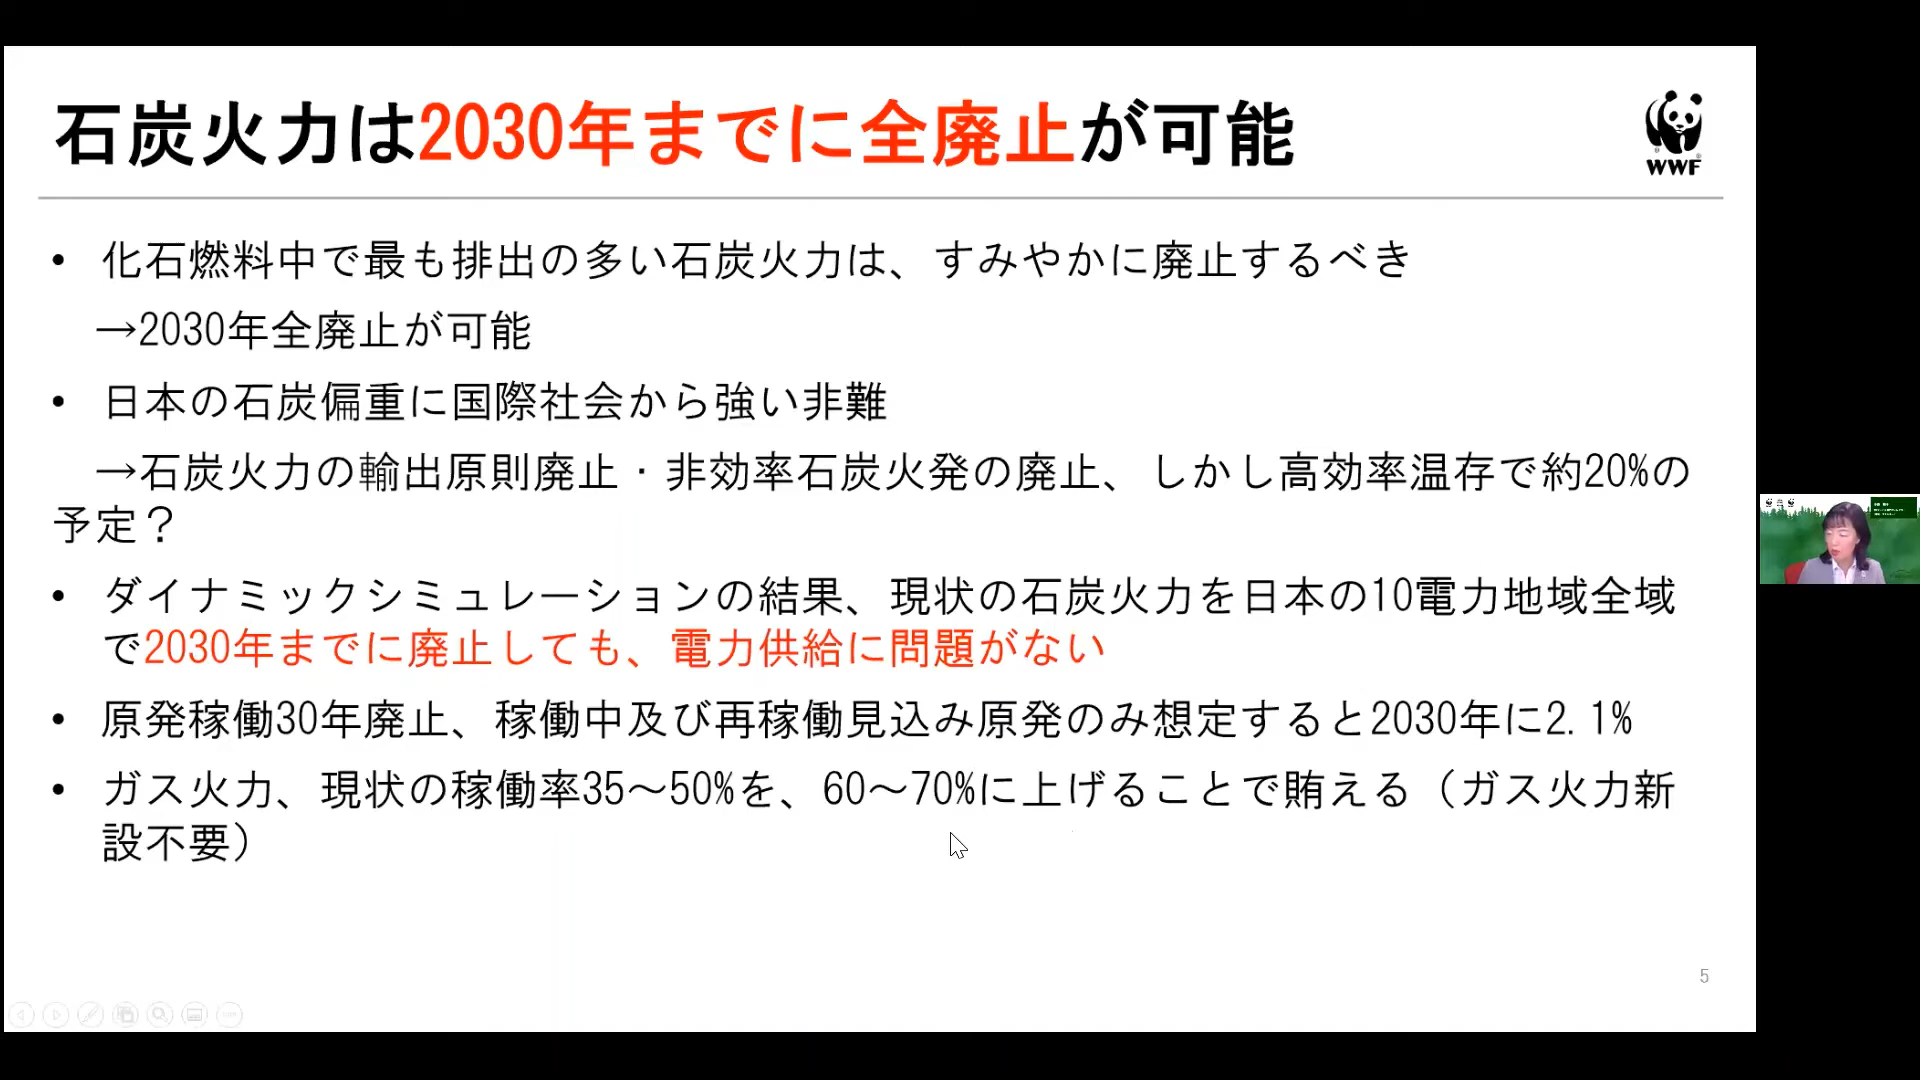 石炭火力は2030年までに全廃止が可能
WWF
• 化石燃料中で最も排出の多い石炭火力は、すみやかに廃止するべき
→2030年全廃止が可能
• 日本の石炭偏重に国際社会から強い非難
→石炭火力の輸出原則廃止・非効率石炭火発の廃止、しかし高効率温存で約20%の
予定？
• ダイナミックシミュレーションの結果、現状の石炭火力を日本の10電力地域全域
で2030年までに廃止しても、電力供給に問題がない
• 原発稼働30年廃止、稼働中及び再稼働見込み原発のみ想定すると2030年に2.1%
• ガス火力、現状の稼働率35～50%を、60～70%に上げることで賄える（ガス火力新
設不要）
5